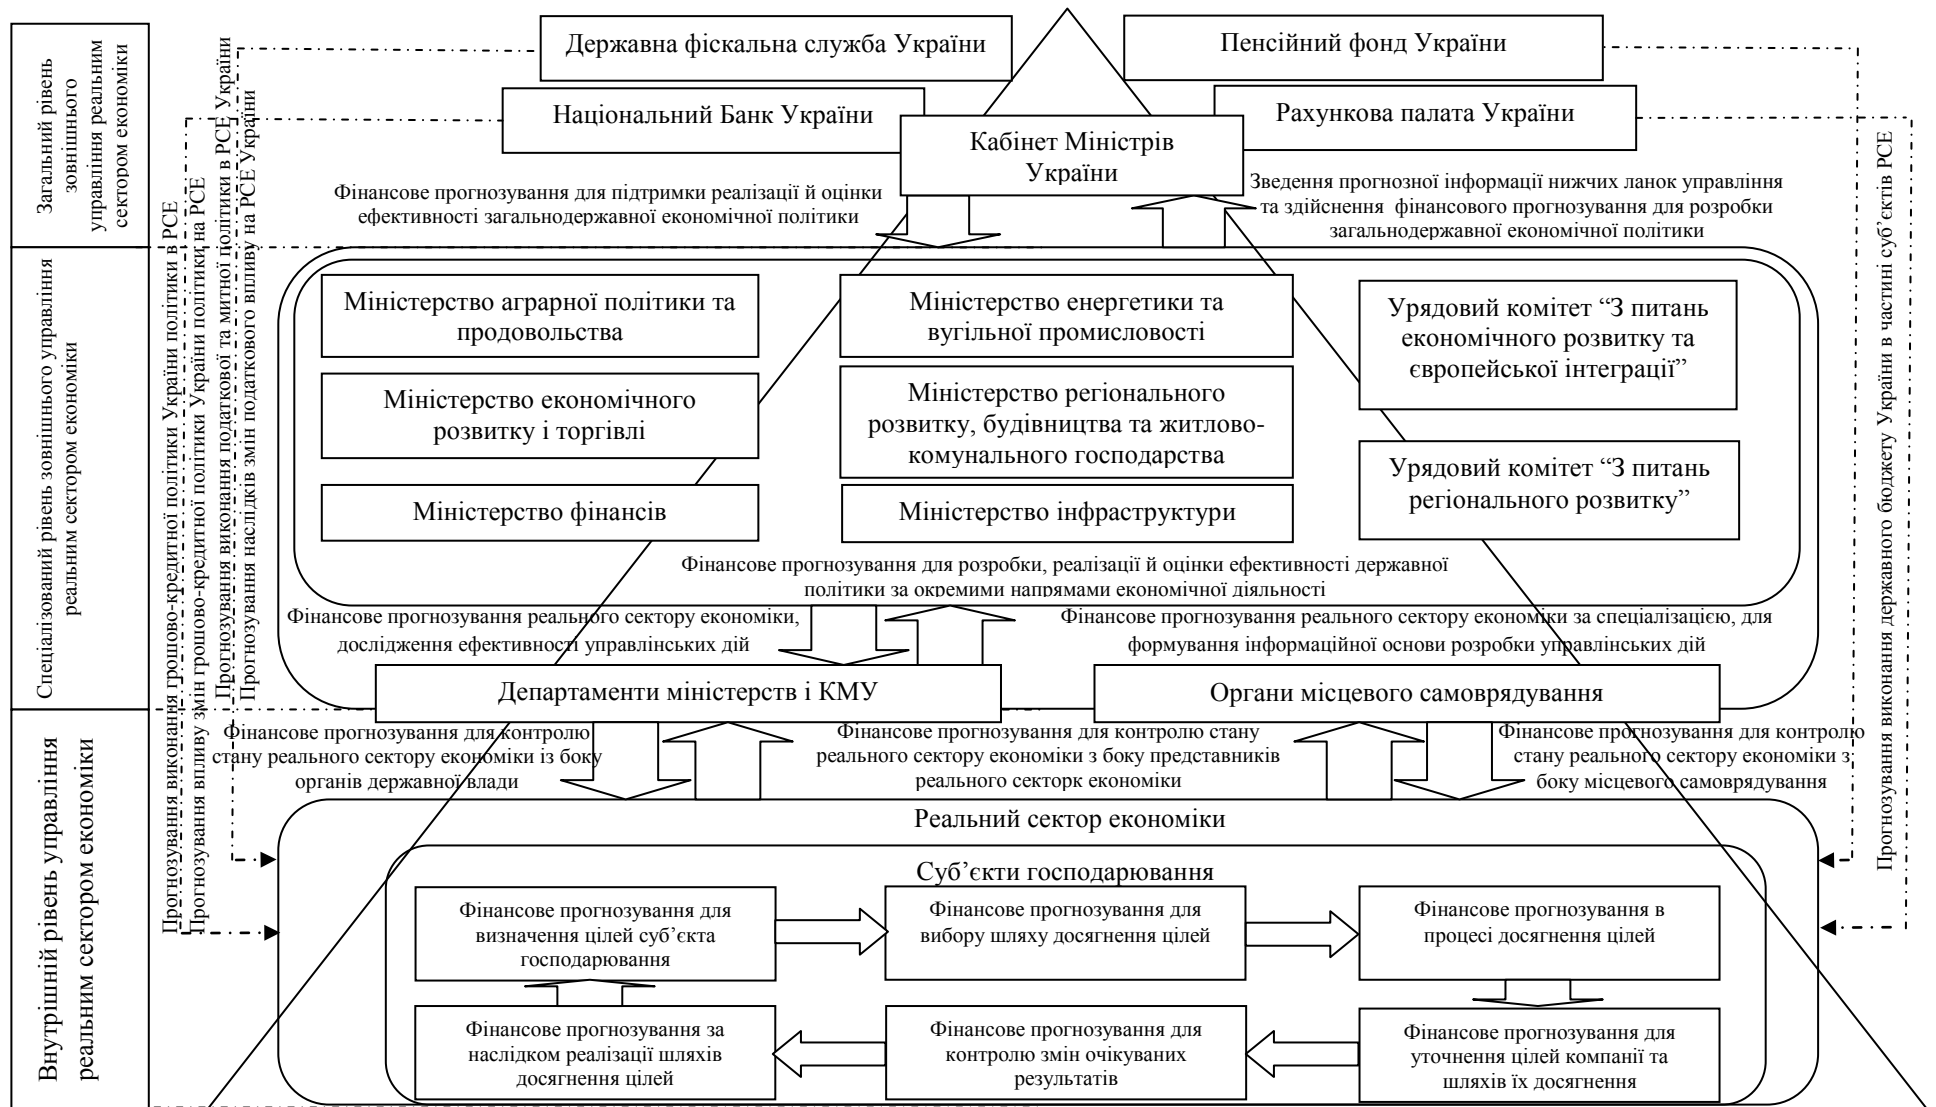 Загальний рівень
зовнішнього
управління реальним
сектором економіки
Спеціалізований рівень зовнішнього управління
реальним сектором економіки
Внутрішній рівень управління
реальним сектором економіки
Прогнозування виконання грошово-кредитної політики України політики в РСЕ
Прогнозування впливу змін грошово-кредитної політики України політики на РСЕ
Прогнозування виконання податкової та митної політики в РСЕ України
Прогнозування наслідків змін податкового впливу на РСЕ України
Державна фіскальна служба України
Пенсійний фонд України
Національний Банк України
Рахункова палата України
Кабінет Міністрів
України
Фінансове прогнозування для підтримки реалізації й оцінки
ефективності загальнодержавної економічної політики
Зведення прогнозної інформації нижчих ланок управління
та здійснення фінансового прогнозування для розробки
загальнодержавної економічної політики
Міністерство аграрної політики та
продовольства
Міністерство енергетики та
вугільної промисловості
Урядовий комітет “З питань
економічного розвитку та
європейської інтеграції”
Міністерство економічного
розвитку і торгівлі
Міністерство регіонального
розвитку, будівництва та житлово-
комунального господарства
Урядовий комітет “З питань
регіонального розвитку”
Міністерство фінансів
Міністерство інфраструктури
Фінансове прогнозування для розробки, реалізації й оцінки ефективності державної
політики за окремими напрямами економічної діяльності
Фінансове прогнозування реального сектору економіки,
дослідження ефективності управлінських дій
Фінансове прогнозування реального сектору економіки за спеціалізацією, для
формування інформаційної основи розробки управлінських дій
Департаменти міністерств і КМУ
Органи місцевого самоврядування
Фінансове прогнозування для контролю
стану реального сектору економіки із боку
органів державної влади
Фінансове прогнозування для контролю стану
реального сектору економіки з боку представників
реального секторк економіки
Фінансове прогнозування для контролю
стану реального сектору економіки з
боку місцевого самоврядування
Реальний сектор економіки
Суб’єкти господарювання
Фінансове прогнозування для
визначення цілей суб’єкта
господарювання
Фінансове прогнозування для
вибору шляху досягнення цілей
Фінансове прогнозування в
процесі досягнення цілей
Фінансове прогнозування за
наслідком реалізації шляхів
досягнення цілей
Фінансове прогнозування для
контролю змін очікуваних
результатів
Фінансове прогнозування для
уточнення цілей компанії та
шляхів їх досягнення
Прогнозування виконання державного бюджету України в частині суб’єктів РСЕ